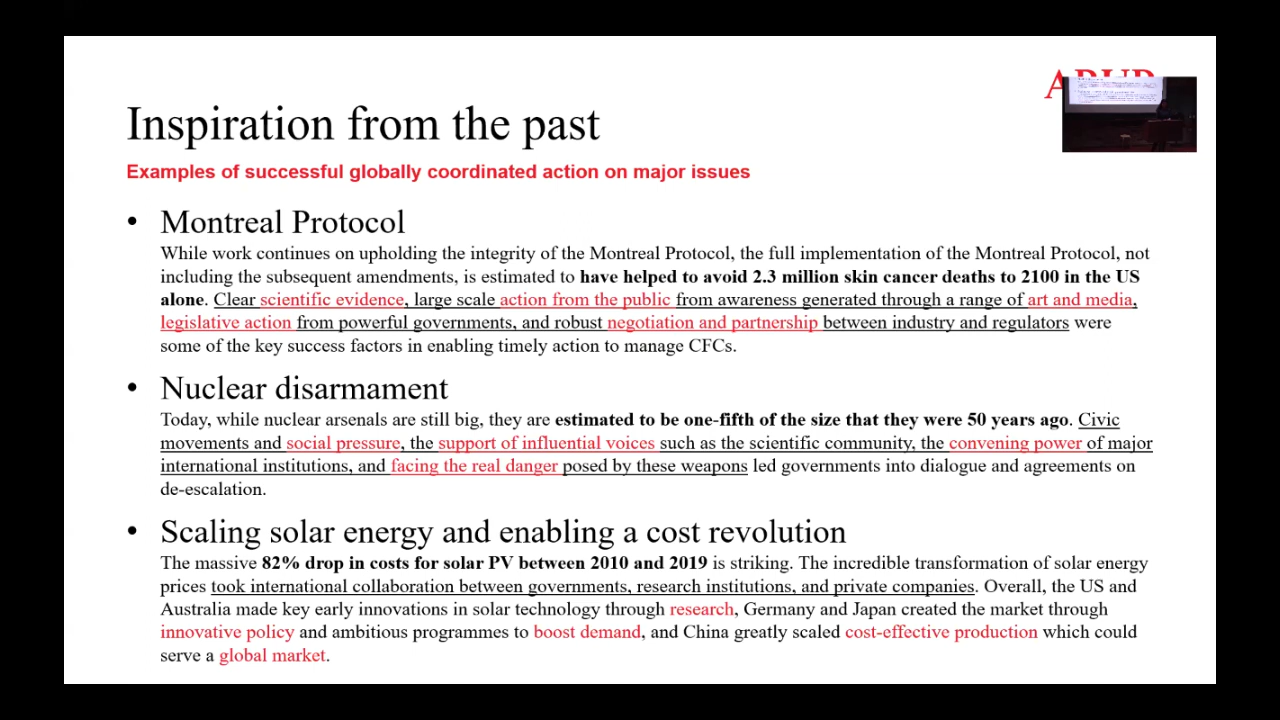 ARUP
Inspiration from the past
Examples of successful globally coordinated action on major issues
• Montreal Protocol
While work continues on upholding the integrity of the Montreal Protocol, the full implementation of the Montreal Protocol, not
including the subsequent amendments, is estimated to have helped to avoid 2.3 million skin cancer deaths to 2100 in the US
alone. Clear scientific evidence, large scale action from the public from awareness generated through a range of art and media,
legislative action from powerful governments, and robust negotiation and partnership between industry and regulators were
some of the key success factors in enabling timely action to manage CFCs.
• Nuclear disarmament
Today, while nuclear arsenals are still big, they are estimated to be one-fifth of the size that they were 50 years ago. Civic
movements and social pressure, the support of influential voices such as the scientific community, the convening power of major
international institutions, and facing the real danger posed by these weapons led governments into dialogue and agreements on
de-escalation.
• Scaling solar energy and enabling a cost revolution
The massive 82% drop in costs for solar PV between 2010 and 2019 is striking. The incredible transformation of solar energy
prices took international collaboration between governments, research institutions, and private companies. Overall, the US and
Australia made key early innovations in solar technology through research, Germany and Japan created the market through
innovative policy and ambitious programmes to boost demand, and China greatly scaled cost-effective production which could
serve a global market.